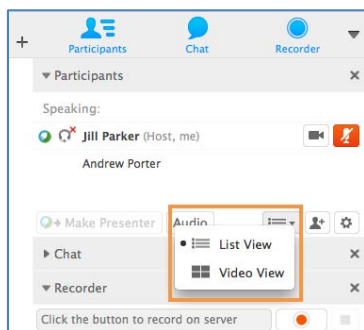 + Participants Chat Recorder
Participants
Speaking:
Jill Parker (Host, me)
Andrew Porter
Make Presenter Audio
List View
Video View
Chat
Recorder
Click the button to record on server